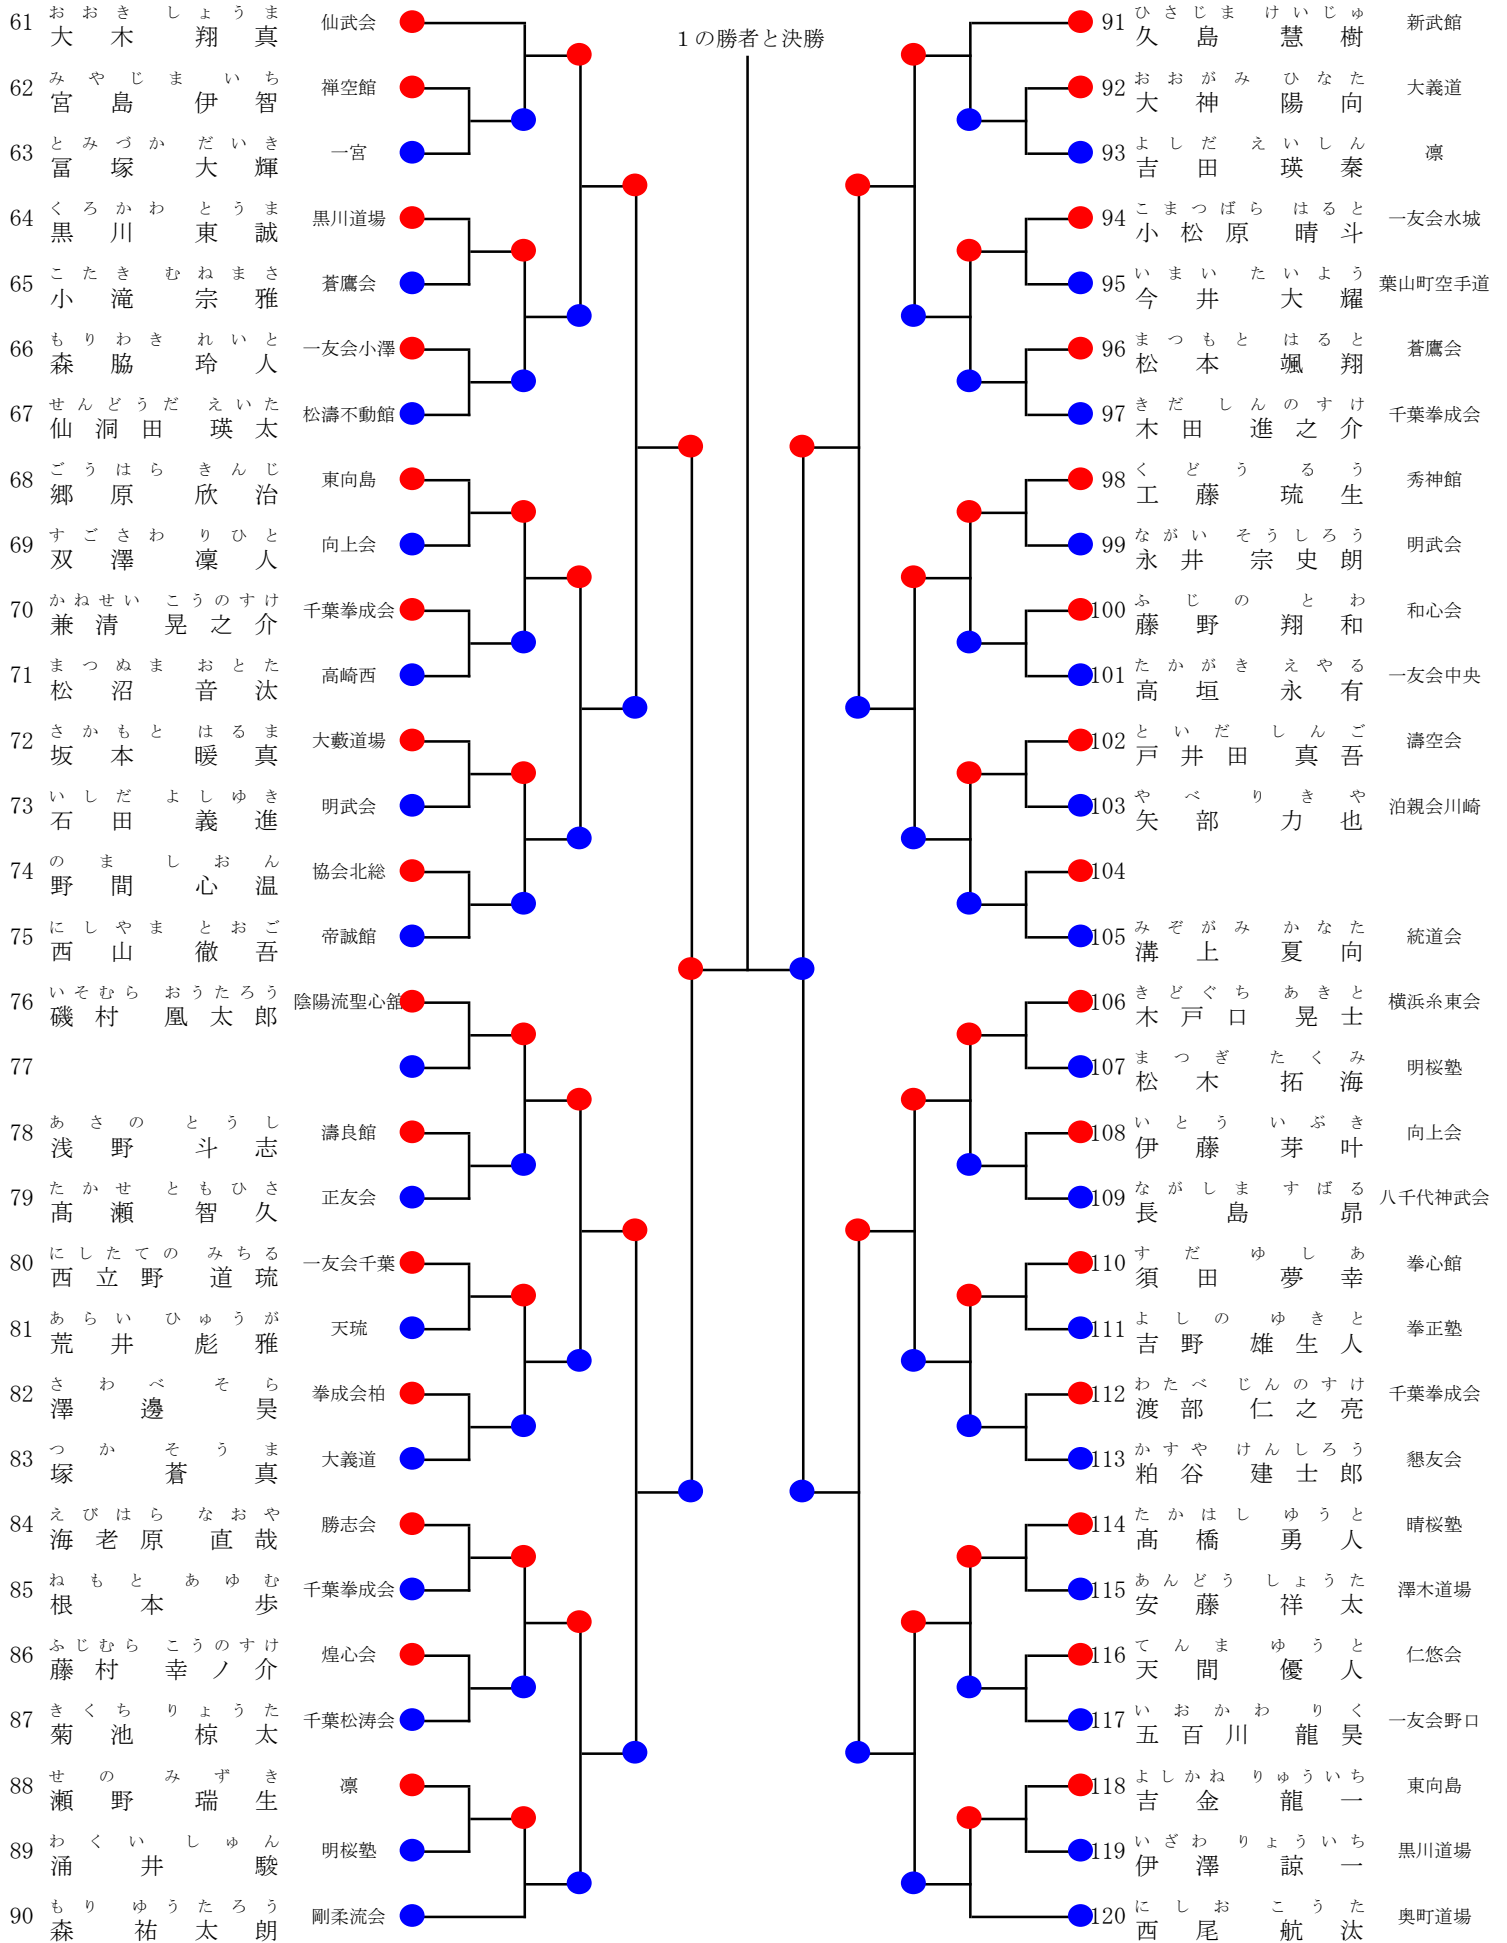 １の勝者と決勝
おおき しょうま
61 大木 翔真 仙武会
みやじま いち
62 宮島 伊智 禅空館
とみづか だいき
63 冨塚 大輝 一宮
くろかわ とうま
64 黒川 東誠 黒川道場
こたき むねまさ
65 小滝 宗雅 蒼鷹会
もりわき れいと
66 森脇 玲人 一友会小澤
せんどうだ えいた
67 仙洞田 瑛太 松濤不動館
ごうはら きんじ
68 郷原 欣治 東向島
すごさわ りひと
69 双澤 凜人 向上会
かねせい こうのすけ
70 兼清 晃之介 千葉拳成会
まつぬま おとた
71 松沼 音汰 高崎西
さかもと はるま
72 坂本 暖真 大藪道場
いしだ よしゆき
73 石田 義進 明武会
のま しおん
74 野間 心温 協会北総
にしやま とおご
75 西山 徹吾 帝誠館
いそむら おうたろう
76 磯村 凰太郎 陰陽流聖心舘
77
あさの とうし
78 浅野 斗志 濤良館
たかせ ともひさ
79 髙瀬 智久 正友会
にしたての みちる
80 西立野 道琉 一友会千葉
あらい ひゅうが
81 荒井 彪雅 天琉
さわべ そら
82 澤邊 昊 拳成会柏
つか そうま
83 塚 蒼真 大義道
えびはら なおや
84 海老原 直哉 勝志会
ねもと あゆむ
85 根本 歩 千葉拳成会
ふじむら こうのすけ
86 藤村 幸ノ介 煌心会
きくち りょうた
87 菊池 椋太 千葉松涛会
せの みずき
88 瀬野 瑞生 凛
わくい しゅん
89 涌井 駿 明桜塾
もり ゆうたろう
90 森 祐太朗 剛柔流会
ひさじま けいじゅ
91 久島 慧樹 新武館
おおがみ ひなた
92 大神 陽向 大義道
よしだ えいしん
93 吉田 瑛秦 凛
こまつばら はると
94 小松原 晴斗 一友会水城
いまい たいよう
95 今井 大耀 葉山町空手道
まつもと はると
96 松本 颯翔 蒼鷹会
きだ しんのすけ
97 木田 進之介 千葉拳成会
くどう るう
98 工藤 琉生 秀神館
ながい そうしろう
99 永井 宗史朗 明武会
ふじの とわ
100 藤野 翔和 和心会
たかがき えやる
101 高垣 永有 一友会中央
といだ しんご
102 戸井田 真吾 濤空会
やべ りきや
103 矢部 力也 泊親会川崎
104
みぞがみ かなた
105 溝上 夏向 統道会
きどぐち あきと
106 木戸口 晃士 横浜糸東会
まつぎ たくみ
107 松木 拓海 明桜塾
いとう いぶき
108 伊藤 芽叶 向上会
ながしま すばる
109 長島 昴 八千代神武会
すだ ゆしあ
110 須田 夢幸 拳心館
よしの ゆきと
111 吉野 雄生人 拳正塾
わたべ じんのすけ
112 渡部 仁之亮 千葉拳成会
かすや けんしろう
113 粕谷 建士郎 懇友会
たかはし ゆうと
114 髙橋 勇人 晴桜塾
あんどう しょうた
115 安藤 祥太 澤木道場
てんま ゆうと
116 天間 優人 仁悠会
いおかわ りく
117 五百川 龍昊 一友会野口
よしかね りゅういち
118 吉金 龍一 東向島
いざわ りょういち
119 伊澤 諒一 黒川道場
にしお こうた
120 西尾 航汰 奥町道場